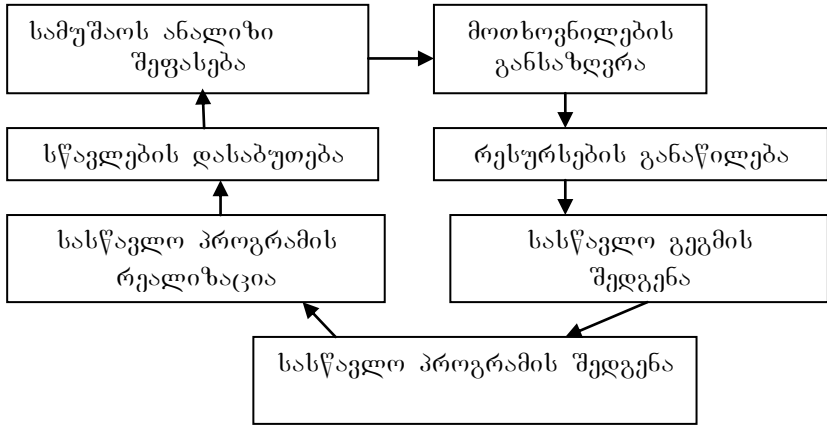 სამუშაოს ანალიზი
შეფასება
მოთხოვნილების
განსაზღვრა
სწავლების დასაბუთება
რესურსების განაწილება
სასწავლო პროგრამის
რეალიზაცია
სასწავლო გეგმის
შედგენა
სასწავლო პროგრამის შედგენა